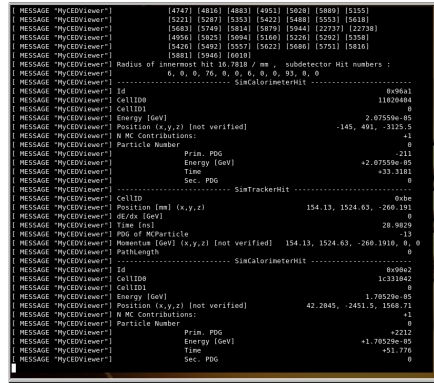 [ MESSAGE "MyCEDViewer"] [4747] [4816] [4883] [4951] [5020] [5089] [5155]
[ MESSAGE "MyCEDViewer"] [5221] [5287] [5353] [5422] [5488] [5553] [5618]
[ MESSAGE "MyCEDViewer"] [5683] [5749] [5814] [5879] [5944] [22737] [22738]
[ MESSAGE "MyCEDViewer"] [4956] [5025] [5094] [5160] [5226] [5292] [5358]
[ MESSAGE "MyCEDViewer"] [5426] [5492] [5557] [5622] [5686] [5751] [5816]
[ MESSAGE "MyCEDViewer"] [5881] [5946] [6010]
[ MESSAGE "MyCEDViewer"] Radius of innermost hit 16.7818 / mm , subdetector Hit numbers :
[ MESSAGE "MyCEDViewer"] 6, 0, 0, 76, 0, 0, 6, 0, 0, 93, 0, 0
[ MESSAGE "MyCEDViewer"] -------------------------- SimCalorimeterHit --------------------------
[ MESSAGE "MyCEDViewer"] Id 0x96a1
[ MESSAGE "MyCEDViewer"] CellID0 11020404
[ MESSAGE "MyCEDViewer"] CellID1 0
[ MESSAGE "MyCEDViewer"] Energy [GeV] 2.07559e-05
[ MESSAGE "MyCEDViewer"] Position (x,y,z) [not verified] -145, 491, -3125.5
[ MESSAGE "MyCEDViewer"] N MC Contributions: +1
[ MESSAGE "MyCEDViewer"] Particle Number 0
[ MESSAGE "MyCEDViewer"] Prim. PDG -211
[ MESSAGE "MyCEDViewer"] Energy [GeV] +2.07559e-05
[ MESSAGE "MyCEDViewer"] Time +33.3181
[ MESSAGE "MyCEDViewer"] Sec. PDG 0
[ MESSAGE "MyCEDViewer"] -------------------------- SimTrackerHit --------------------------
[ MESSAGE "MyCEDViewer"] CellID 0xbe
[ MESSAGE "MyCEDViewer"] Position [mm] (x,y,z) 154.13, 1524.63, -260.191
[ MESSAGE "MyCEDViewer"] dE/dx [GeV] 0
[ MESSAGE "MyCEDViewer"] Time [ns] 28.9829
[ MESSAGE "MyCEDViewer"] PDG of MCParticle -13
[ MESSAGE "MyCEDViewer"] Momentum [GeV] (x,y,z) [not verified] 154.13, 1524.63, -260.1910, 0, 0
[ MESSAGE "MyCEDViewer"] PathLength 0
[ MESSAGE "MyCEDViewer"] -------------------------- SimCalorimeterHit --------------------------
[ MESSAGE "MyCEDViewer"] Id 0x90e2
[ MESSAGE "MyCEDViewer"] CellID0 1c331042
[ MESSAGE "MyCEDViewer"] CellID1 0
[ MESSAGE "MyCEDViewer"] Energy [GeV] 1.70529e-05
[ MESSAGE "MyCEDViewer"] Position (x,y,z) [not verified] 42.2045, -2451.5, 1568.71
[ MESSAGE "MyCEDViewer"] N MC Contributions: +1
[ MESSAGE "MyCEDViewer"] Particle Number 0
[ MESSAGE "MyCEDViewer"] Prim. PDG +2212
[ MESSAGE "MyCEDViewer"] Energy [GeV] +1.70529e-05
[ MESSAGE "MyCEDViewer"] Time +51.776
[ MESSAGE "MyCEDViewer"] Sec. PDG 0